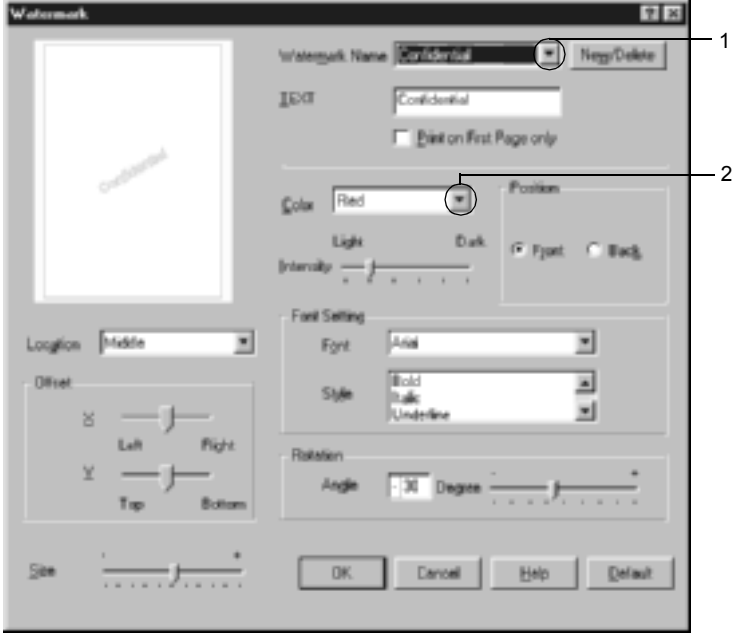 Watermark
1
Watermark Name Confidential New/Delete
TEXT Confidential
Print on First Page only
2
Confidential
Color Red
Position
Light Dark
Front Back
Intensity
Font Setting
Location Middle
Font Arial
Offset
Style Bold
Italic
Underline
X
Left Right
Rotation
Y
Angle - 30 Degree - +
Top Bottom
Size - +
OK Cancel Help Default